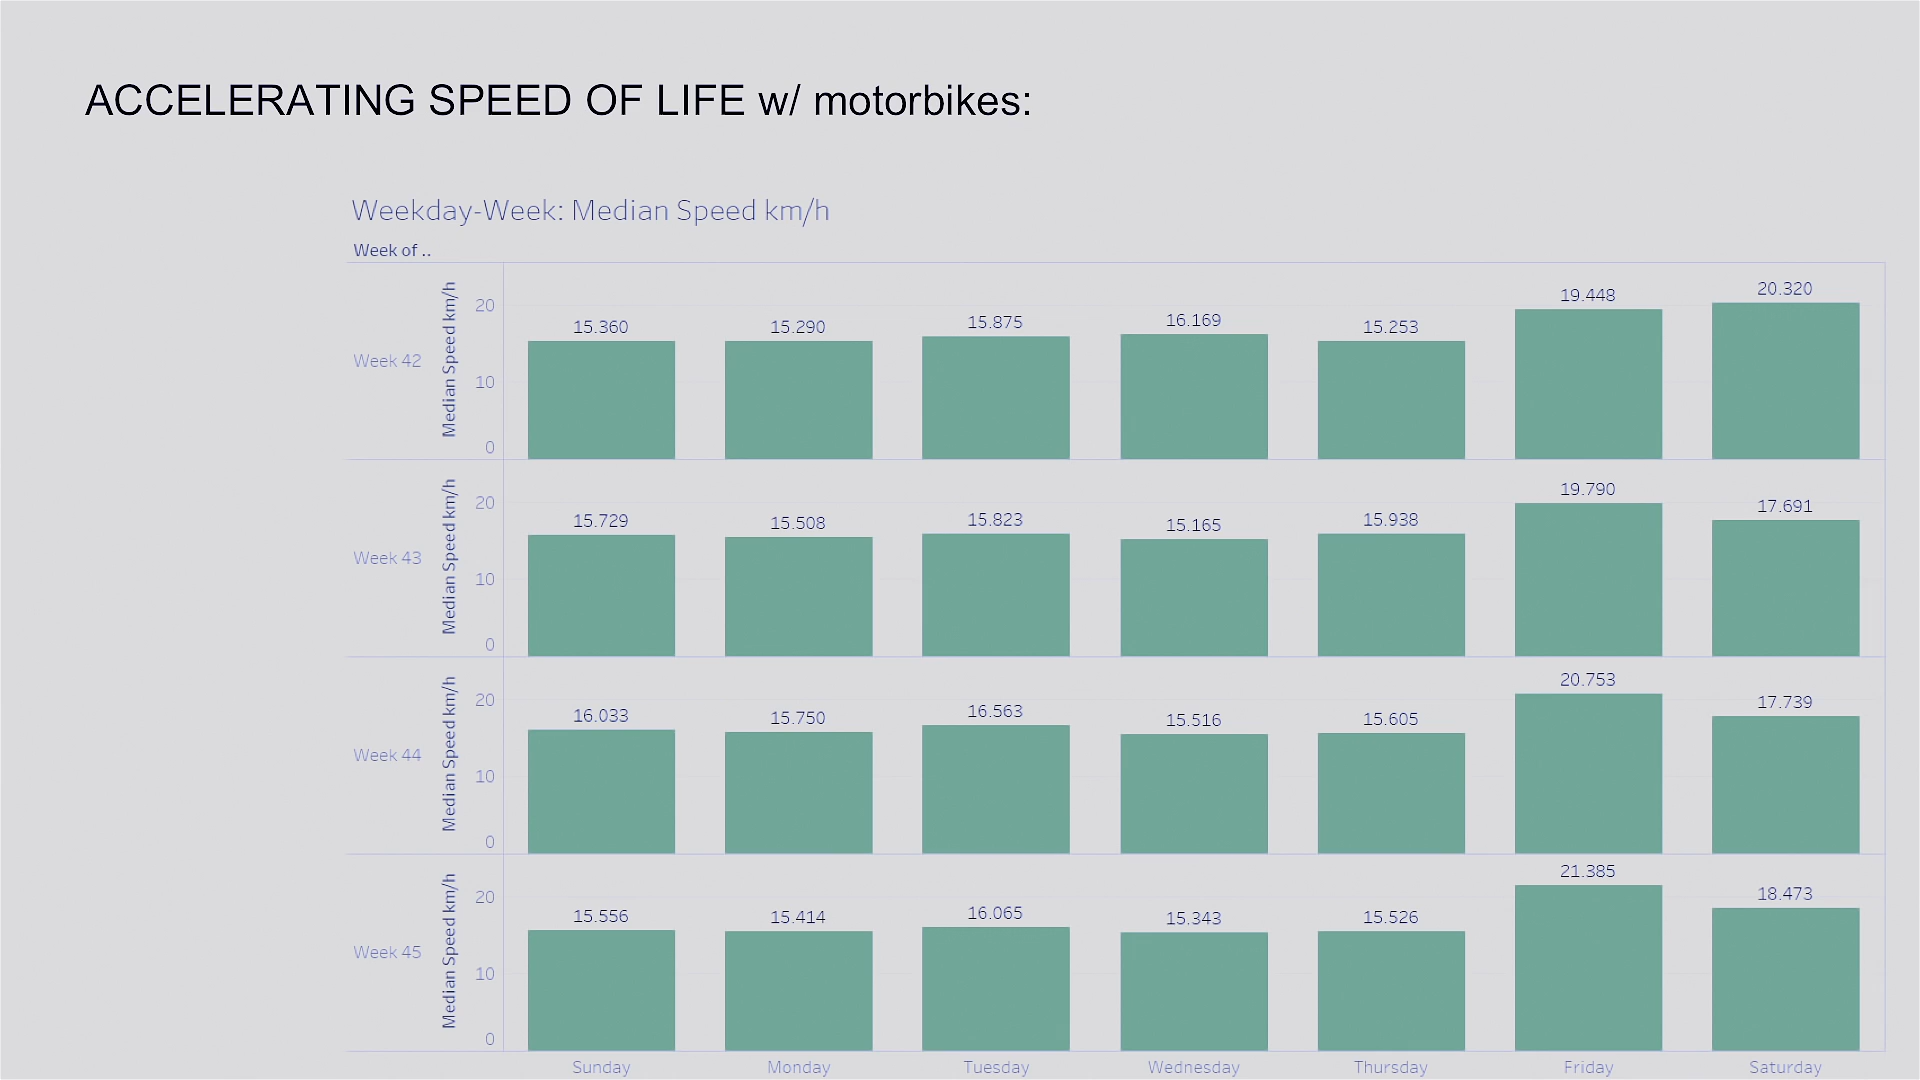 ACCELERATING SPEED OF LIFE w/ motorbikes:
Weekday-Week: Median Speed km/h
Week of ..
Week 42
Median Speed km/h
20
10
0
15.360 15.290 15.875 16.169 15.253 19.448 20.320
Week 43
Median Speed km/h
20
10
0
15.729 15.508 15.823 15.165 15.938 19.790 17.691
Week 44
Median Speed km/h
20
10
0
16.033 15.750 16.563 15.516 15.605 20.753 17.739
Week 45
Median Speed km/h
20
10
0
15.556 15.414 16.065 15.343 15.526 21.385 18.473
Sunday Monday Tuesday Wednesday Thursday Friday Saturday